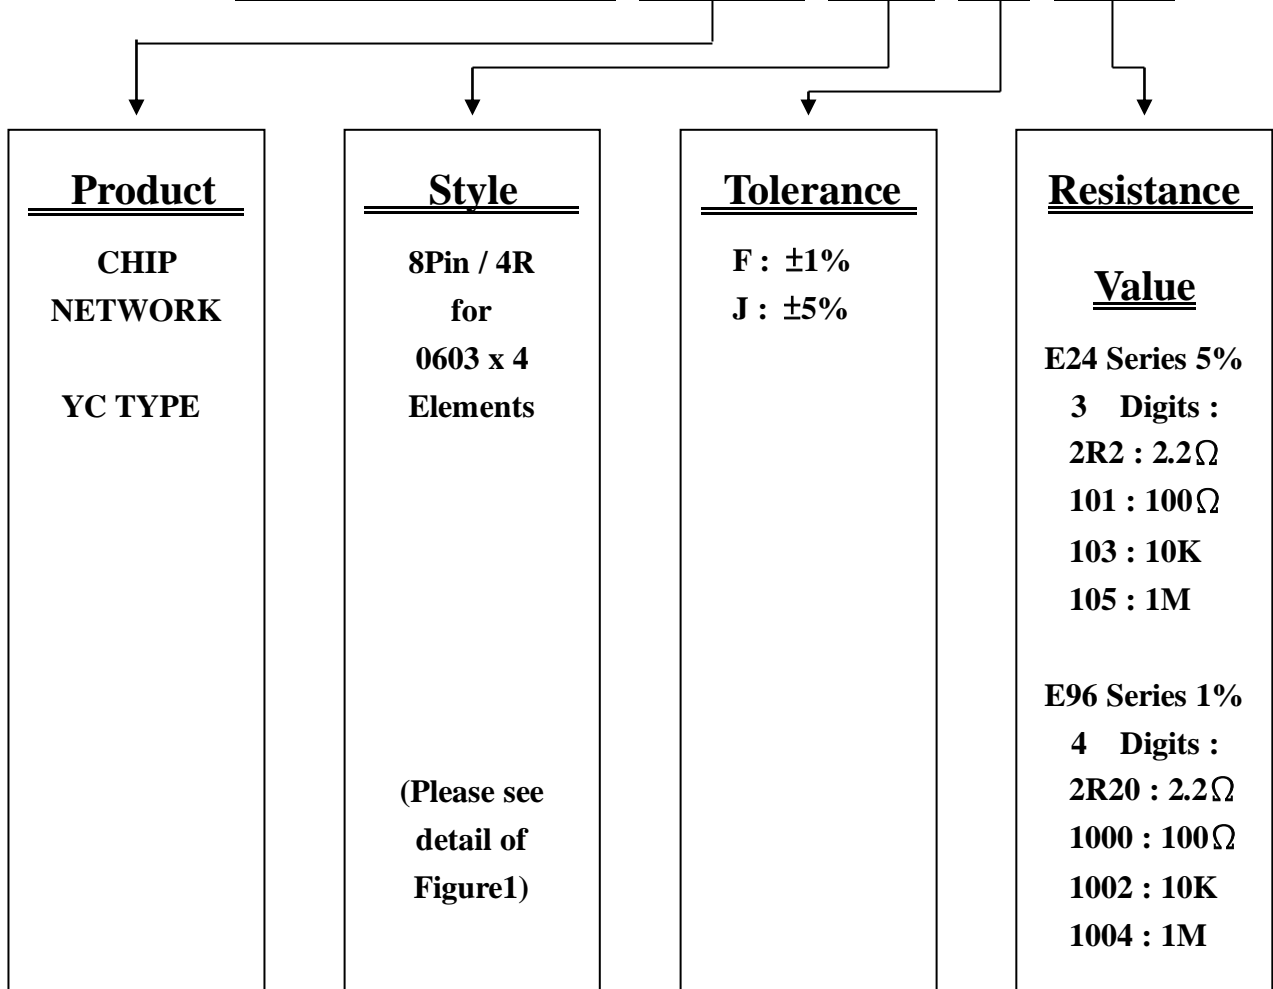 Product
CHIP
NETWORK
YC TYPE
Style
8Pin / 4R
for
0603 x 4
Elements
(Please see
detail of
Figure1)
Tolerance
F : ±1%
J : ±5%
Resistance
Value
E24 Series 5%
3 Digits :
2R2 : 2.2Ω
101 : 100Ω
103 : 10K
105 : 1M
E96 Series 1%
4 Digits :
2R20 : 2.2Ω
1000 : 100Ω
1002 : 10K
1004 : 1M